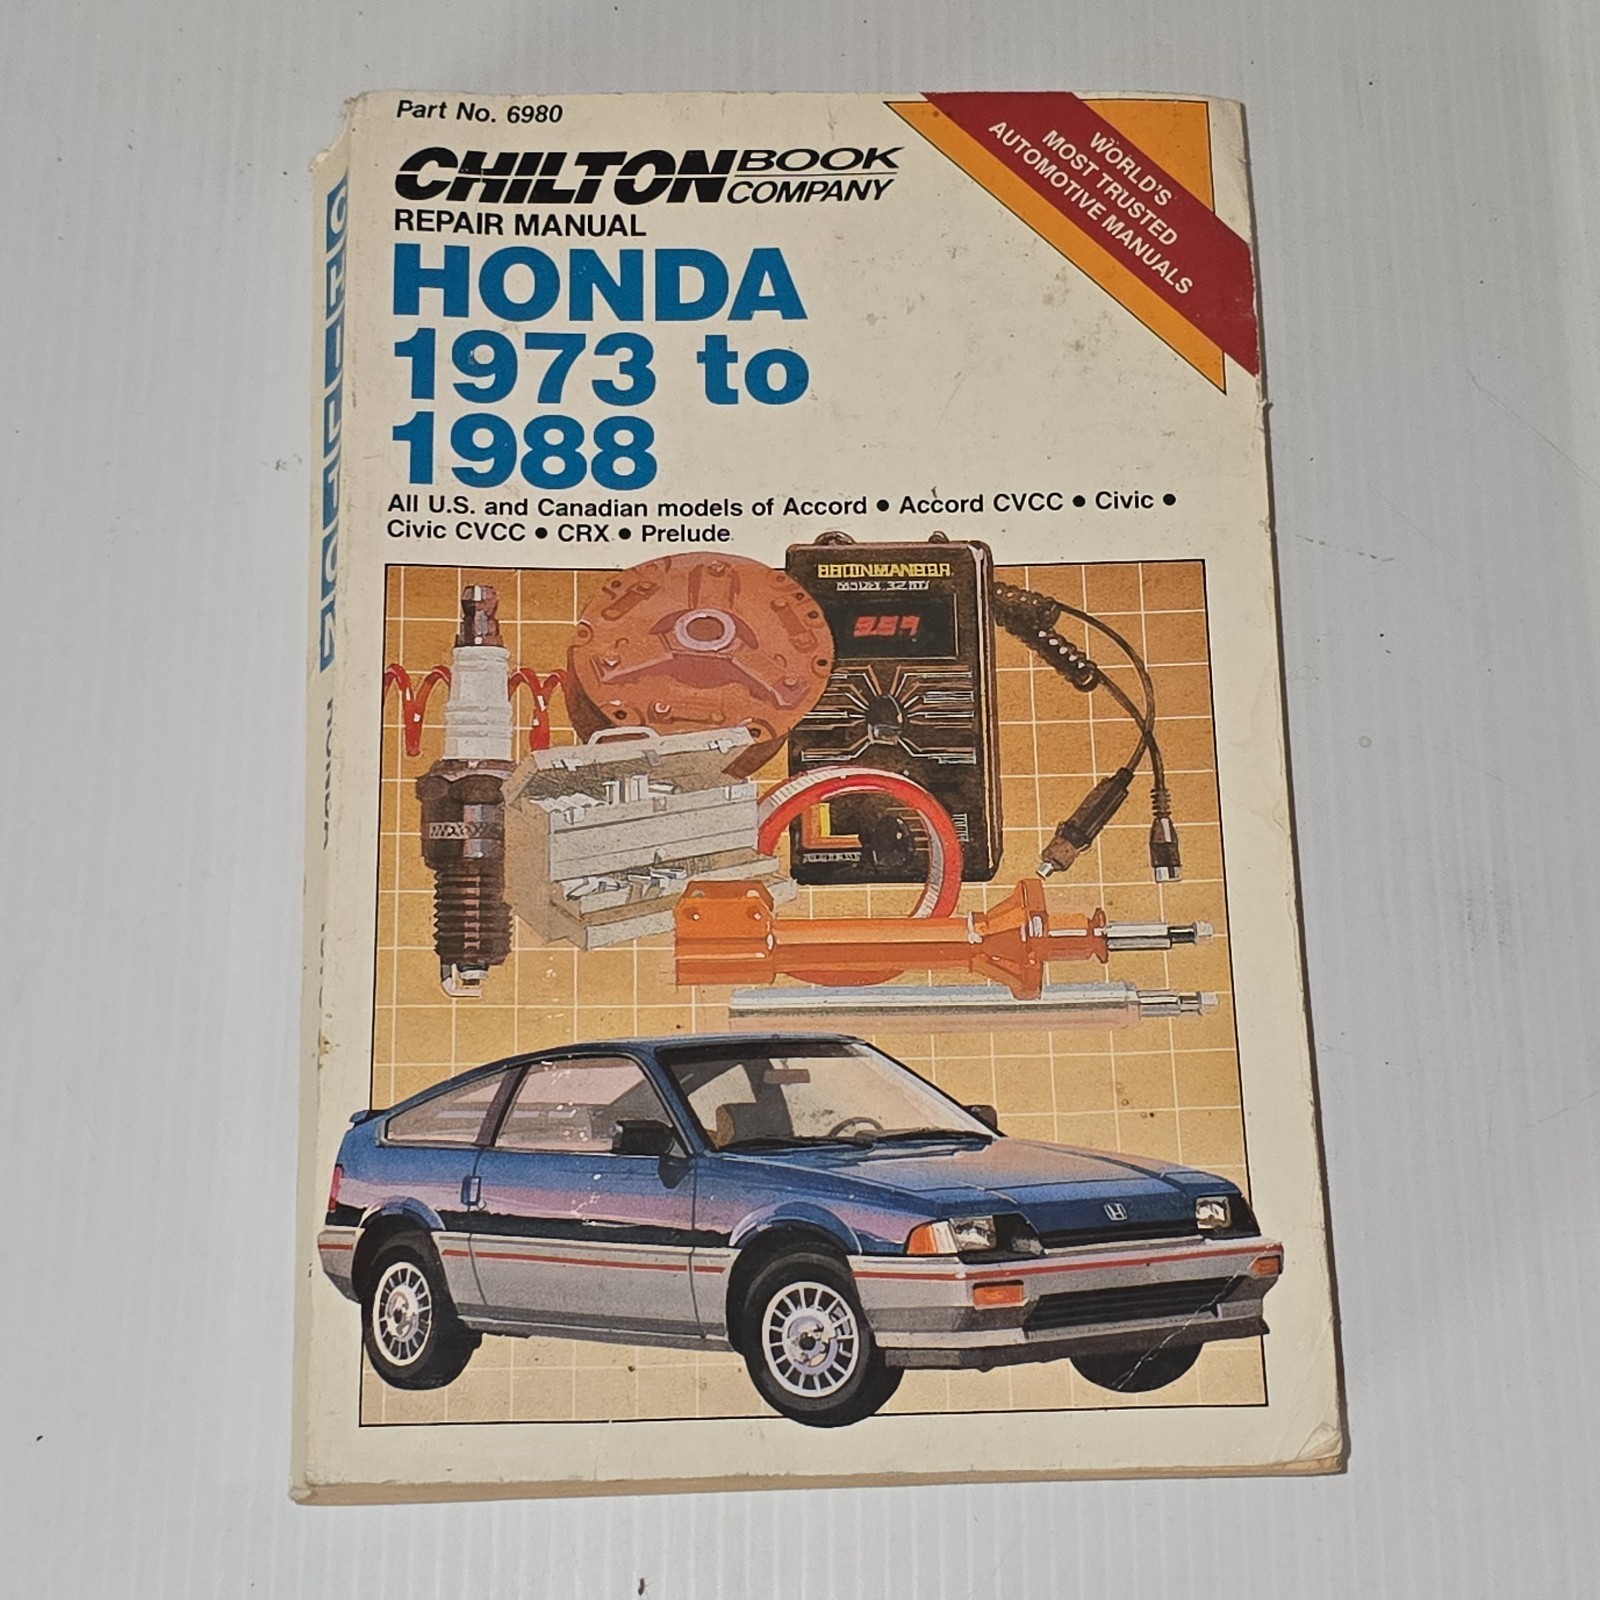 Part No. 6980
CHILTON BOOK COMPANY
REPAIR MANUAL
HONDA
1973 to
1988
All U.S. and Canadian models of Accord • Accord CVCC • Civic •
Civic CVCC • CRX • Prelude
WORLD'S
MOST TRUSTED
AUTOMOTIVE MANUALS
CHILTON